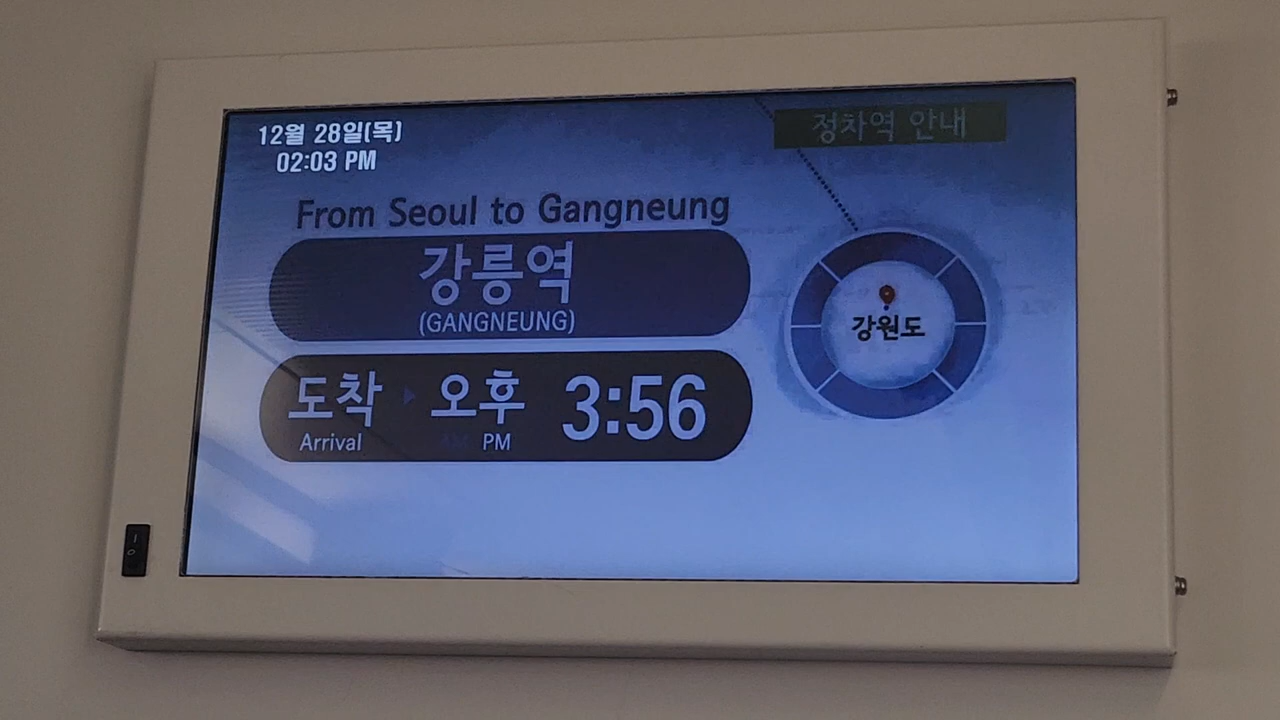 12월 28일(목)
02:03 PM
정차역 안내
From Seoul to Gangneung
강릉역
(GANGNEUNG)
강원도
도착 오후 3:56
Arrival PM